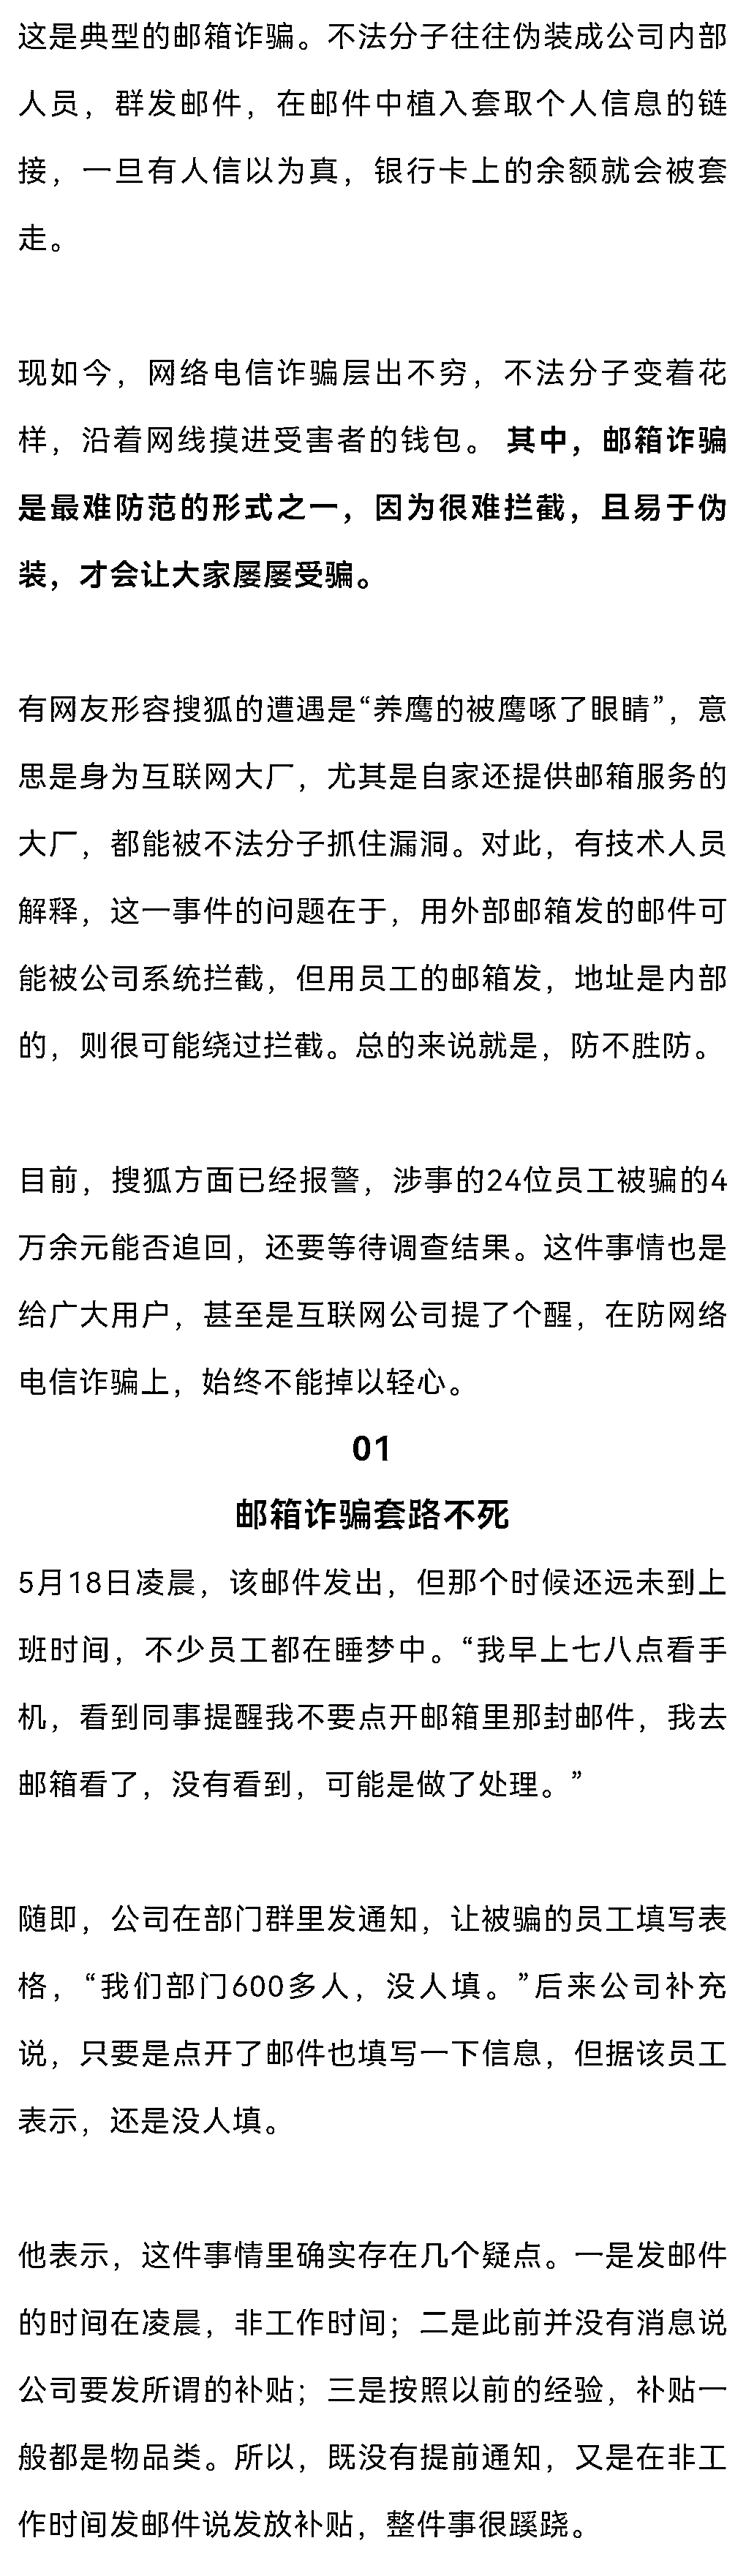 这是典型的邮箱诈骗。不法分子往往伪装成公司内部
人员，群发邮件，在邮件中植入套取个人信息的链
接，一旦有人信以为真，银行卡上的余额就会被套
走。
现如今，网络电信诈骗层出不穷，不法分子变着花
样，沿着网线摸进受害者的钱包。 其中，邮箱诈骗
是最难防范的形式之一，因为很难拦截，且易于伪
装，才会让大家屡屡受骗。
有网友形容搜狐的遭遇是“养鹰的被鹰啄了眼睛”，意
思是身为互联网大厂，尤其是自家还提供邮箱服务的
大厂，都能被不法分子抓住漏洞。对此，有技术人员
解释，这一事件的问题在于，用外部邮箱发的邮件可
能被公司系统拦截，但用员工的邮箱发，地址是内部
的，则很可能绕过拦截。总的来说就是，防不胜防。
目前，搜狐方面已经报警，涉事的24位员工被骗的4
万余元能否追回，还要等待调查结果。这件事情也是
给广大用户，甚至是互联网公司提了个醒，在防网络
电信诈骗上，始终不能掉以轻心。
01
邮箱诈骗套路不死
5月18日凌晨，该邮件发出，但那个时候还远未到上
班时间，不少员工都在睡梦中。“我早上七八点看手
机，看到同事提醒我不要点开邮箱里那封邮件，我去
邮箱看了，没有看到，可能是做了处理。”
随即，公司在部门群里发通知，让被骗的员工填写表
格，“我们部门600多人，没人填。”后来公司补充
说，只要是点开了邮件也填写一下信息，但据该员工
表示，还是没人填。
他表示，这件事情里确实存在几个疑点。一是发邮件
的时间在凌晨，非工作时间；二是此前并没有消息说
公司要发所谓的补贴；三是按照以前的经验，补贴一
般都是物品类。所以，既没有提前通知，又是在非工
作时间发邮件说发放补贴，整件事很蹊跷。